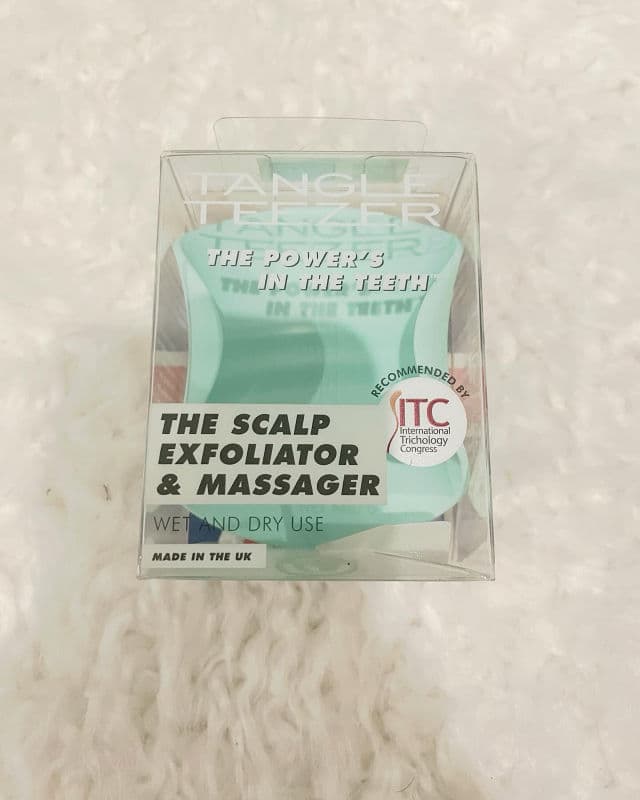 TANGLE
TEEZER
THE POWER'S
IN THE TEETH™
RECOMMENDED BY
ITC
International
Trichology
Congress
THE SCALP
EXFOLIATOR
& MASSAGER
WET AND DRY USE
MADE IN THE UK